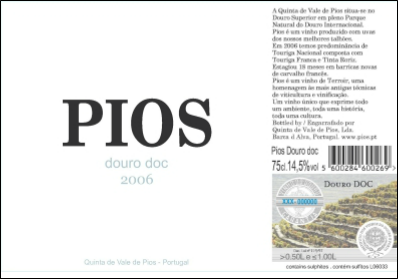 PIOS
douro doc
2006
Quinta de Vale de Pios - Portugal
A Quinta de Vale de Pios situa-se no
Douro Superior em pleno Parque
Natural do Douro Internacional.
Pios é um vinho produzido com uvas
dos nossos melhores talhões.
Em 2006 temos predominância de
Touriga Nacional composta com
Touriga Franca e Tinta Roriz.
Estagiou 18 meses em barricas novas
de carvalho francês.
Pios é um vinho de Terroir, uma
homenagem às mais antigas técnicas
de viticultura e vinificação.
Um vinho único que exprime todo
um ambiente, toda uma história,
toda uma cultura.
Bottled by / Engarrafado por
Quinta de Vale de Pios, Lda.
Barca d Alva, Portugal. www.pios.pt
Pios Douro doc
75cl. 14,5%vol
5 600284 600269 >
DOURO DOC
XXX-000000
>0.50L e ≤1.00L
contains sulphites . contém sulfitos L06033